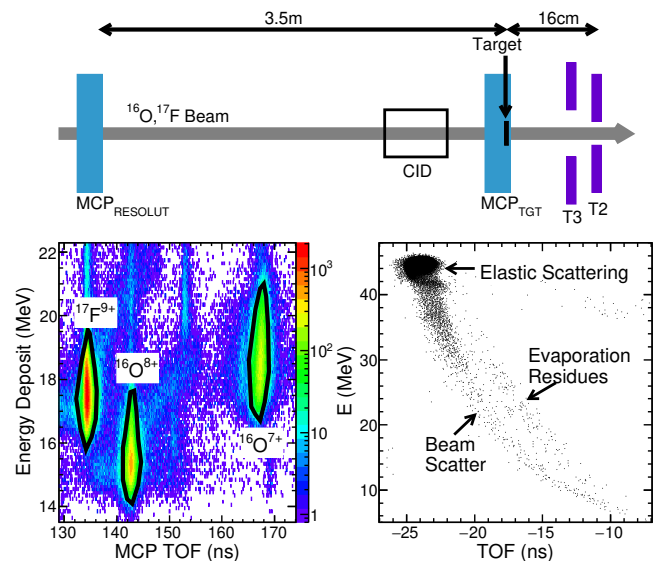 3.5m
16cm
Target
¹⁶O,¹⁷F Beam
CID
MCP_RESOLUT
MCP_TGT
T3
T2
22
20
18
16
14
Energy Deposit (MeV)
¹⁷F⁹⁺
¹⁶O⁸⁺
¹⁶O⁷⁺
10³
10²
10
1
130
140
150
160
170
MCP TOF (ns)
40
30
20
10
E (MeV)
Elastic Scattering
Evaporation
Residues
Beam
Scatter
−25
−20
−15
−10
TOF (ns)